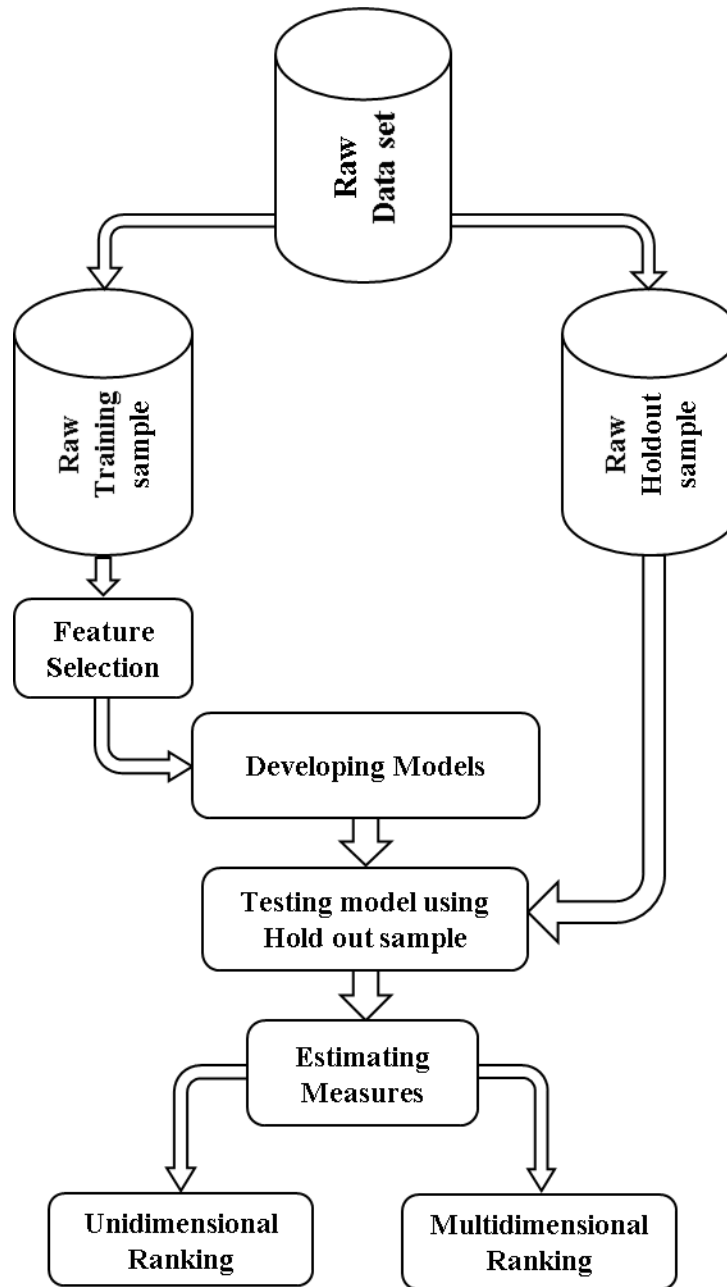 Raw
Data set
Raw
Training
sample
Raw
Holdout
sample
Feature
Selection
Developing Models
Testing model using
Hold out sample
Estimating
Measures
Unidimensional
Ranking
Multidimensional
Ranking